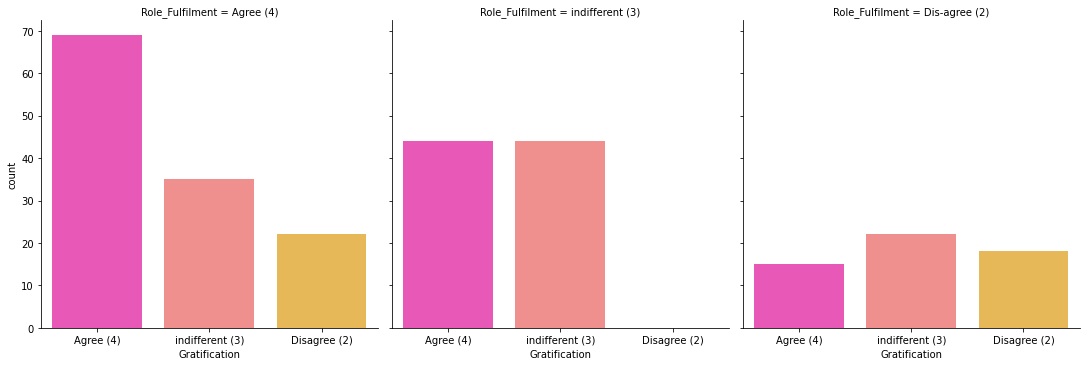 Role_Fulfilment = Agree (4)
Role_Fulfilment = indifferent (3)
Role_Fulfilment = Dis-agree (2)
70
60
50
40
30
20
10
0
count
Agree (4)
indifferent (3)
Disagree (2)
Gratification
Agree (4)
indifferent (3)
Disagree (2)
Gratification
Agree (4)
indifferent (3)
Disagree (2)
Gratification